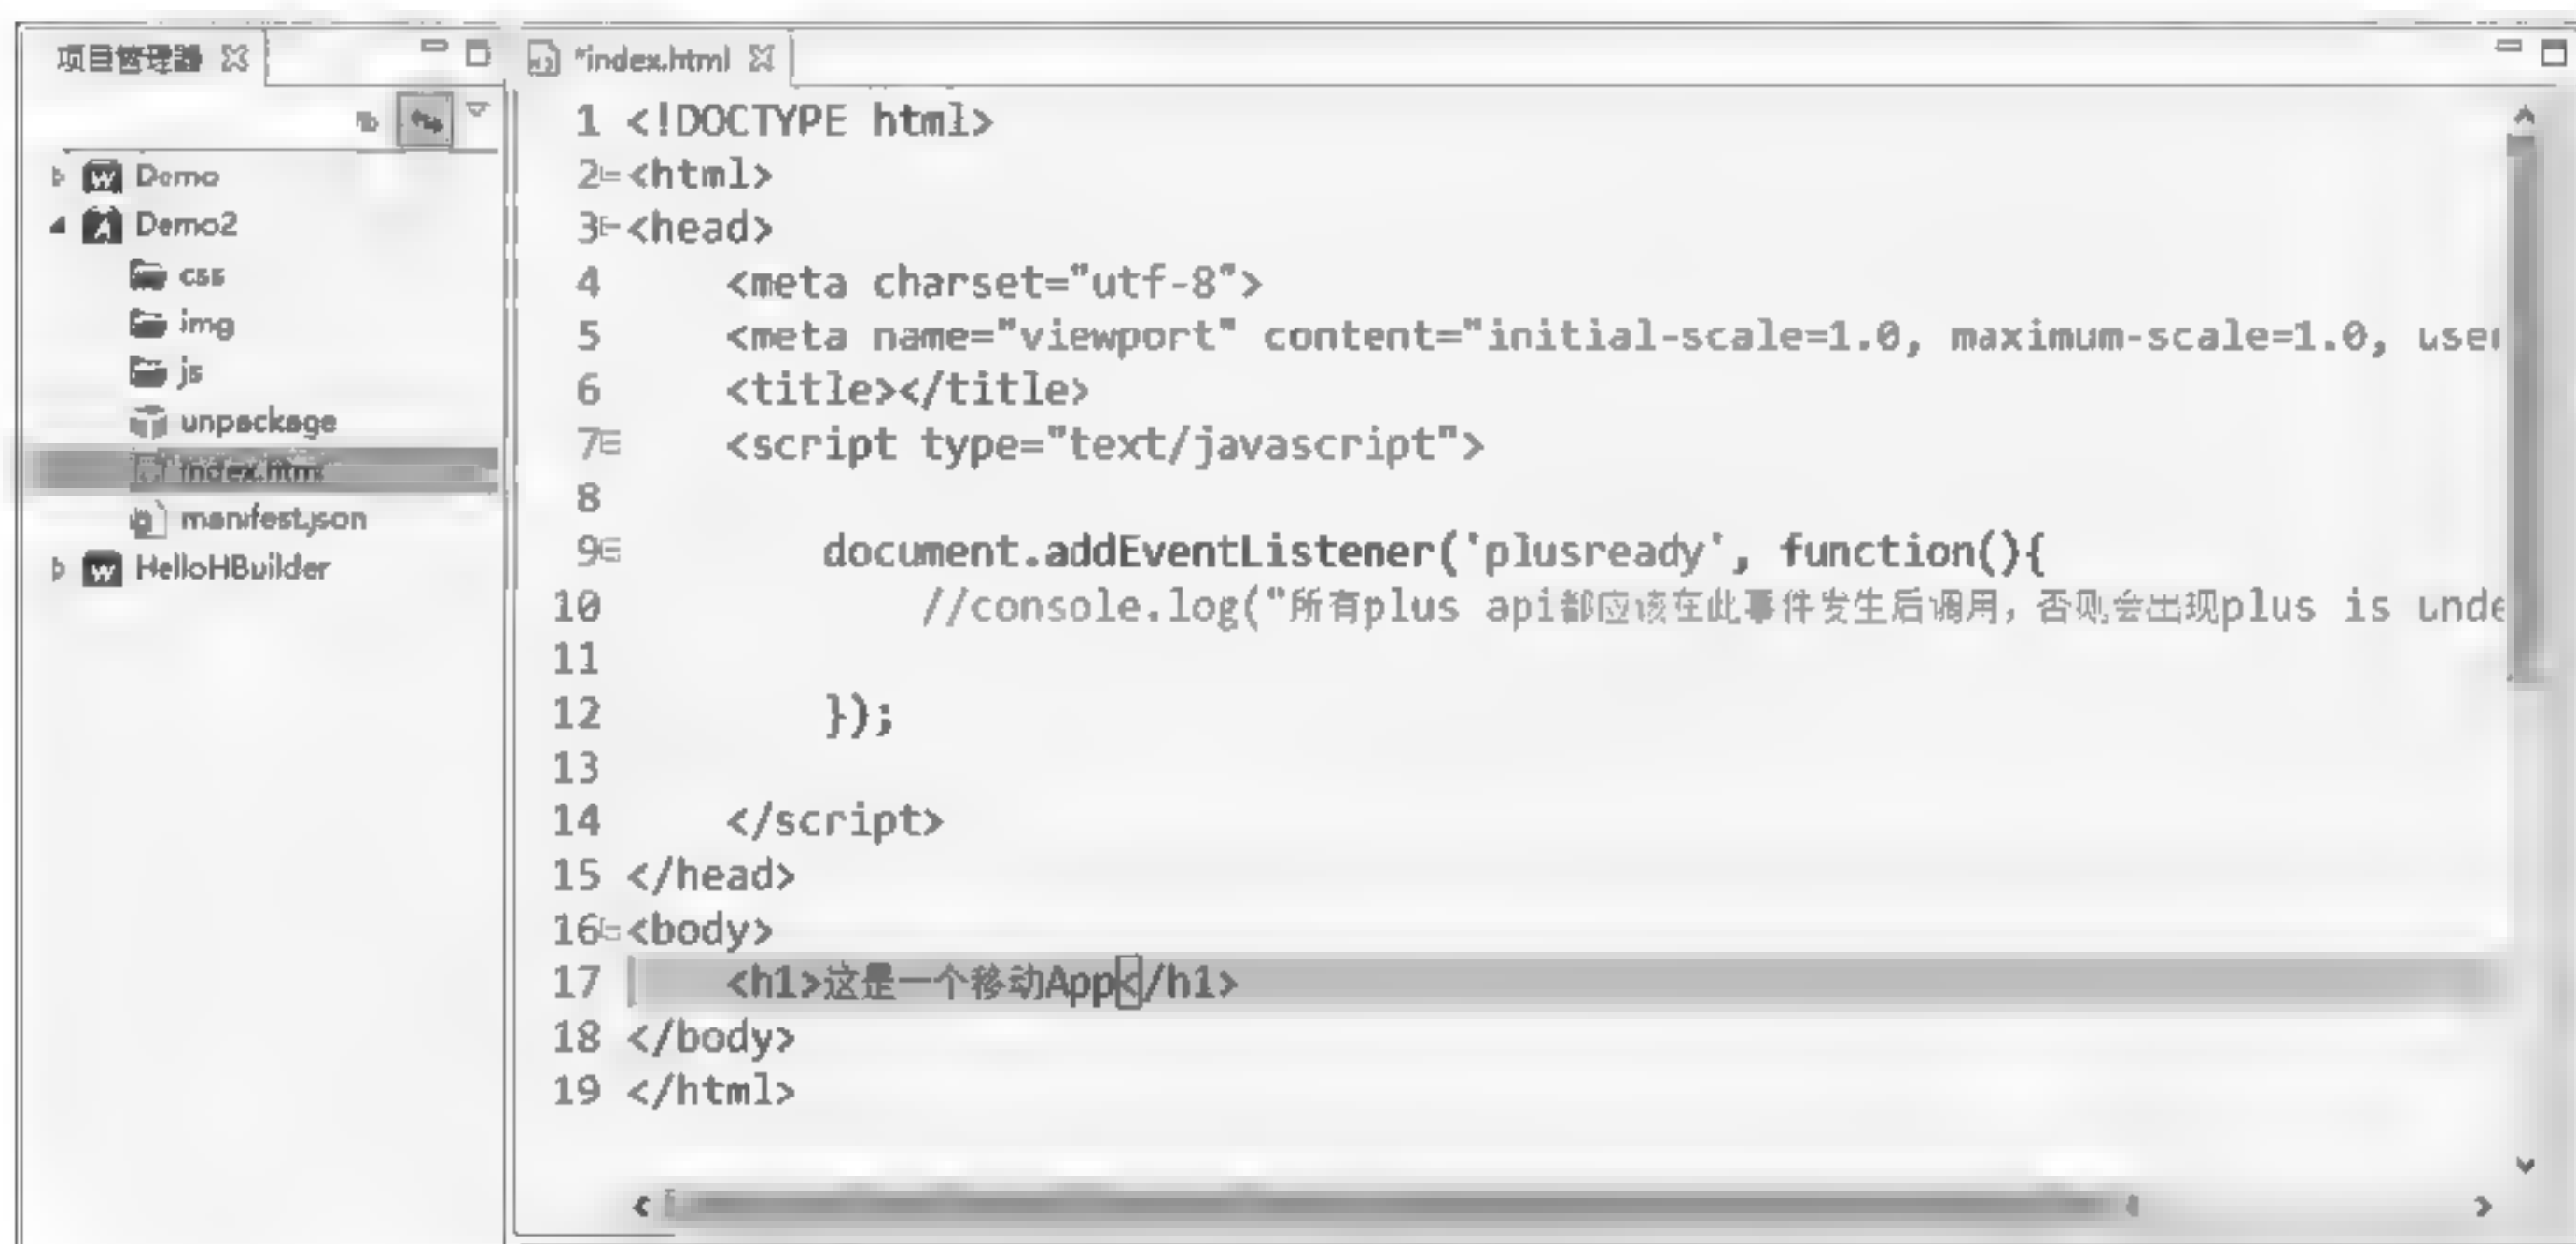 项目管理器
Demo
Demo2
css
img
js
unpackage
index.html
manifest.json
HelloHBuilder
*index.html
1 <!DOCTYPE html>
2 <html>
3 <head>
4 <meta charset="utf-8">
5 <meta name="viewport" content="initial-scale=1.0, maximum-scale=1.0, user
6 <title></title>
7 <script type="text/javascript">
8
9 document.addEventListener('plusready', function(){
10 //console.log("所有plus api都应该在此事件发生后调用，否则会出现plus is unde
11
12 });
13
14 </script>
15 </head>
16 <body>
17 <h1>这是一个移动App</h1>
18 </body>
19 </html>